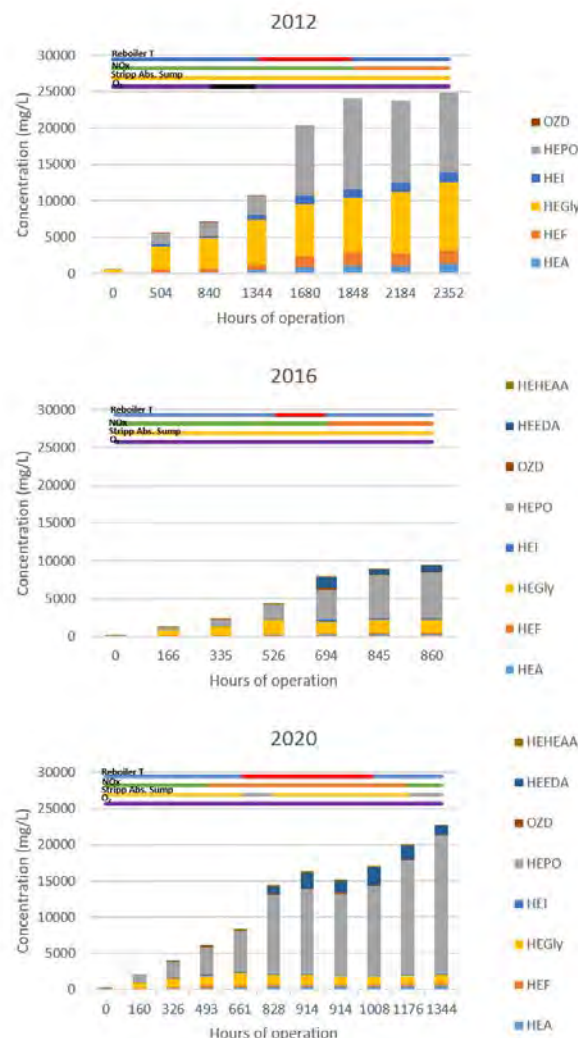 2012
Concentration (mg/L)
30000
25000
20000
15000
10000
5000
0
Reboiler T
NOx
Stripp Abs. Sump
O₂
0 504 840 1344 1680 1848 2184 2352
Hours of operation
OZD
HEPO
HEI
HEGly
HEF
HEA
2016
Concentration (mg/L)
30000
25000
20000
15000
10000
5000
0
Reboiler T
NOx
Stripp Abs. Sump
O₂
0 166 335 526 694 845 860
Hours of operation
HEHEAA
HEEDA
OZD
HEPO
HEI
HEGly
HEF
HEA
2020
Concentration (mg/L)
30000
25000
20000
15000
10000
5000
0
Reboiler T
NOx
Stripp Abs. Sump
O₂
0 160 326 493 661 828 914 914 1008 1176 1344
Hours of operation
HEHEAA
HEEDA
OZD
HEPO
HEI
HEGly
HEF
HEA